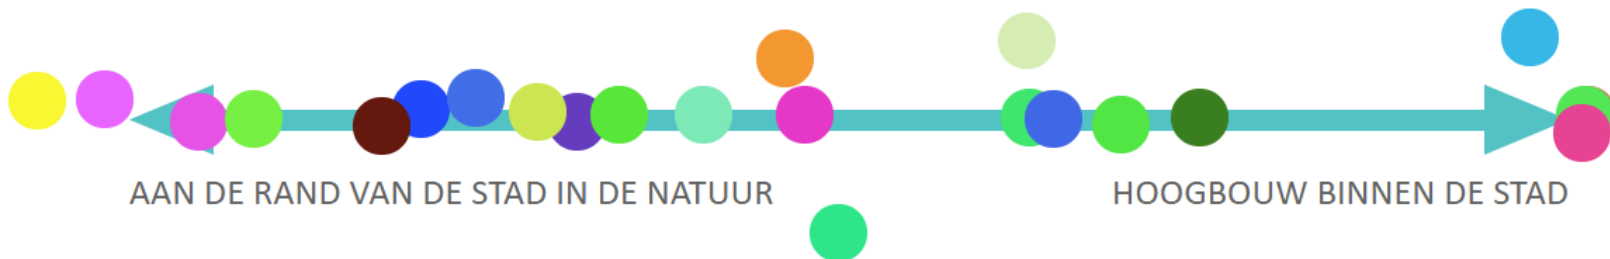 AAN DE RAND VAN DE STAD IN DE NATUUR
HOOGBOUW BINNEN DE STAD